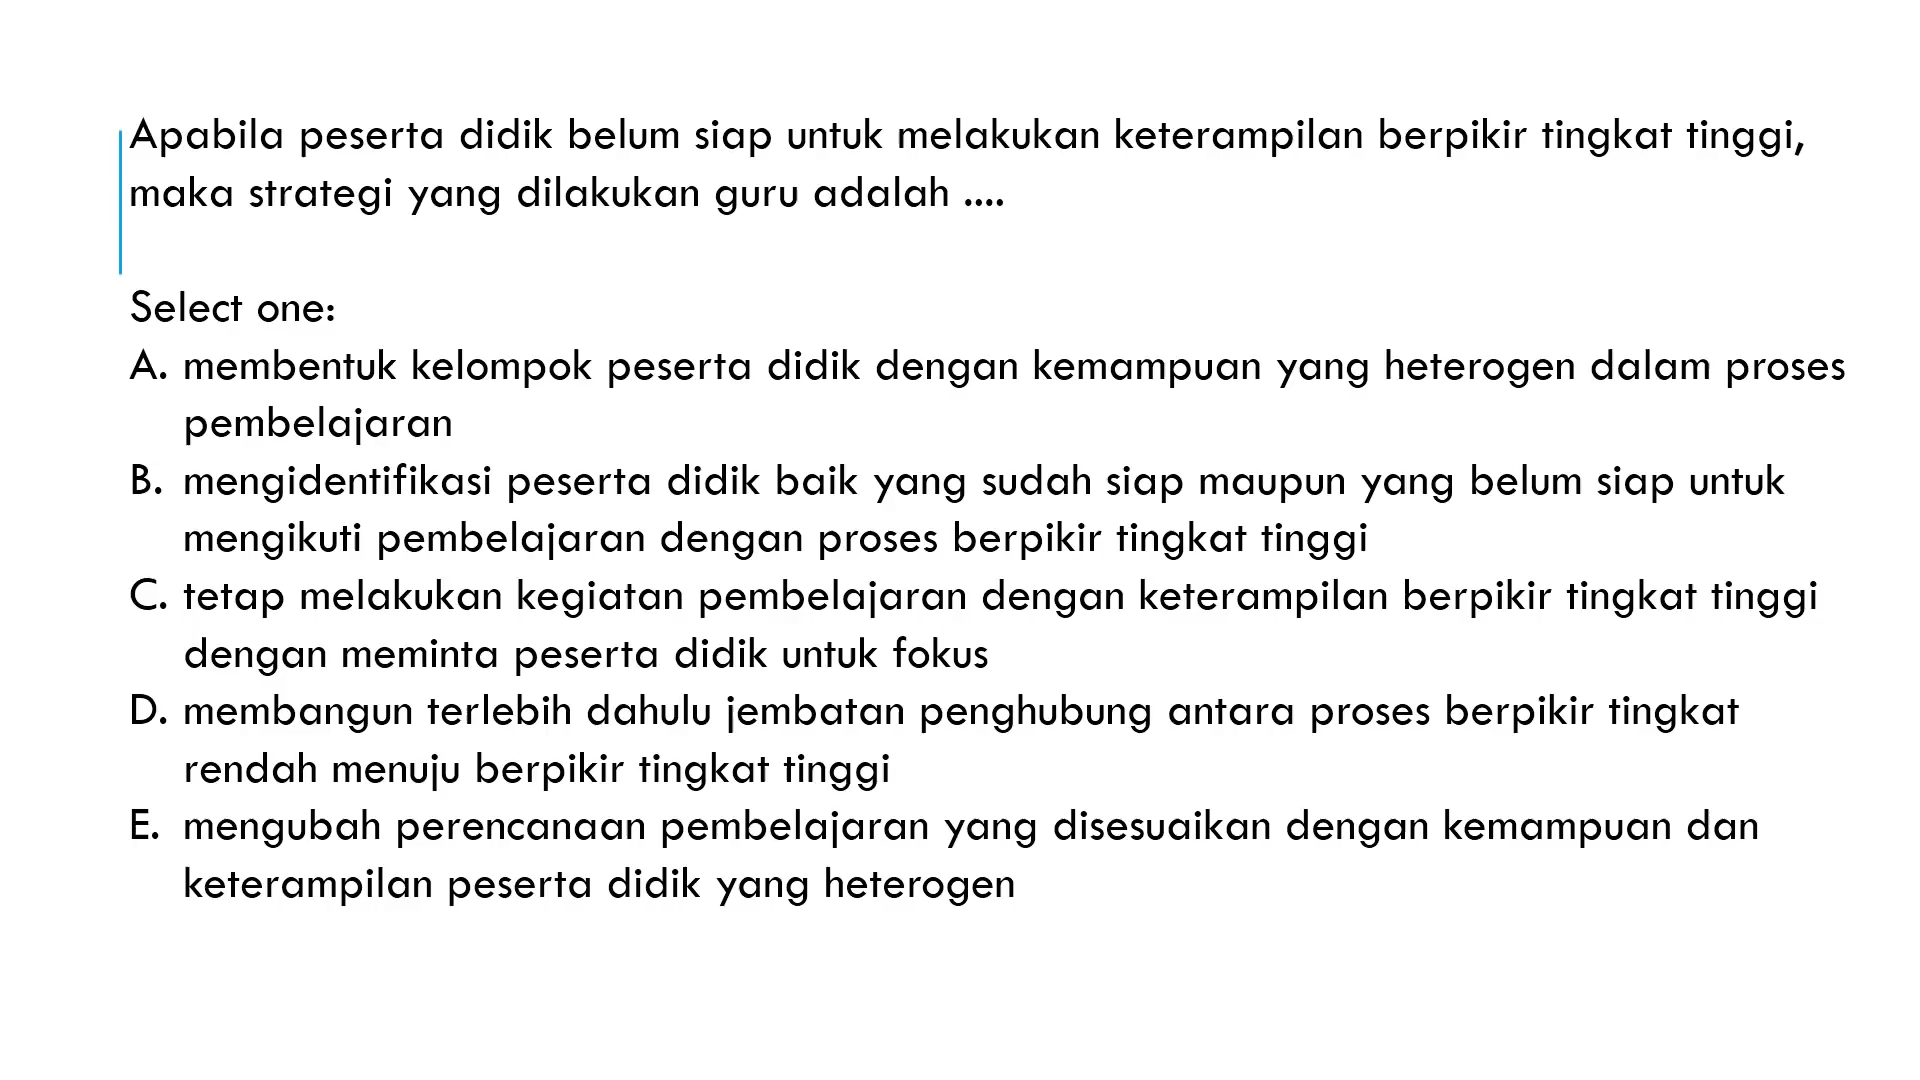 Apabila peserta didik belum siap untuk melakukan keterampilan berpikir tingkat tinggi,
maka strategi yang dilakukan guru adalah ....
Select one:
A. membentuk kelompok peserta didik dengan kemampuan yang heterogen dalam proses
pembelajaran
B. mengidentifikasi peserta didik baik yang sudah siap maupun yang belum siap untuk
mengikuti pembelajaran dengan proses berpikir tingkat tinggi
C. tetap melakukan kegiatan pembelajaran dengan keterampilan berpikir tingkat tinggi
dengan meminta peserta didik untuk fokus
D. membangun terlebih dahulu jembatan penghubung antara proses berpikir tingkat
rendah menuju berpikir tingkat tinggi
E. mengubah perencanaan pembelajaran yang disesuaikan dengan kemampuan dan
keterampilan peserta didik yang heterogen